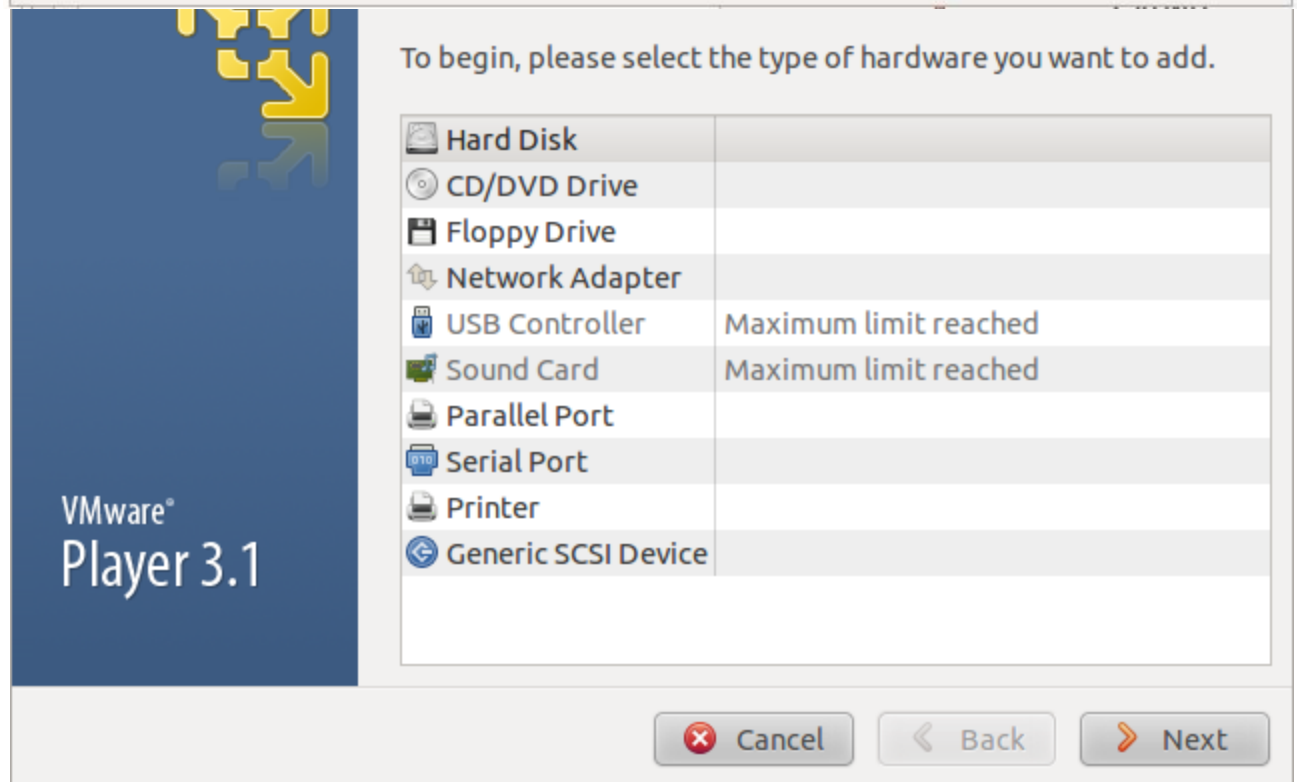 To begin, please select the type of hardware you want to add.
Hard Disk
CD/DVD Drive
Floppy Drive
Network Adapter
USB Controller Maximum limit reached
Sound Card Maximum limit reached
Parallel Port
Serial Port
Printer
Generic SCSI Device
VMware®
Player 3.1
Cancel Back Next